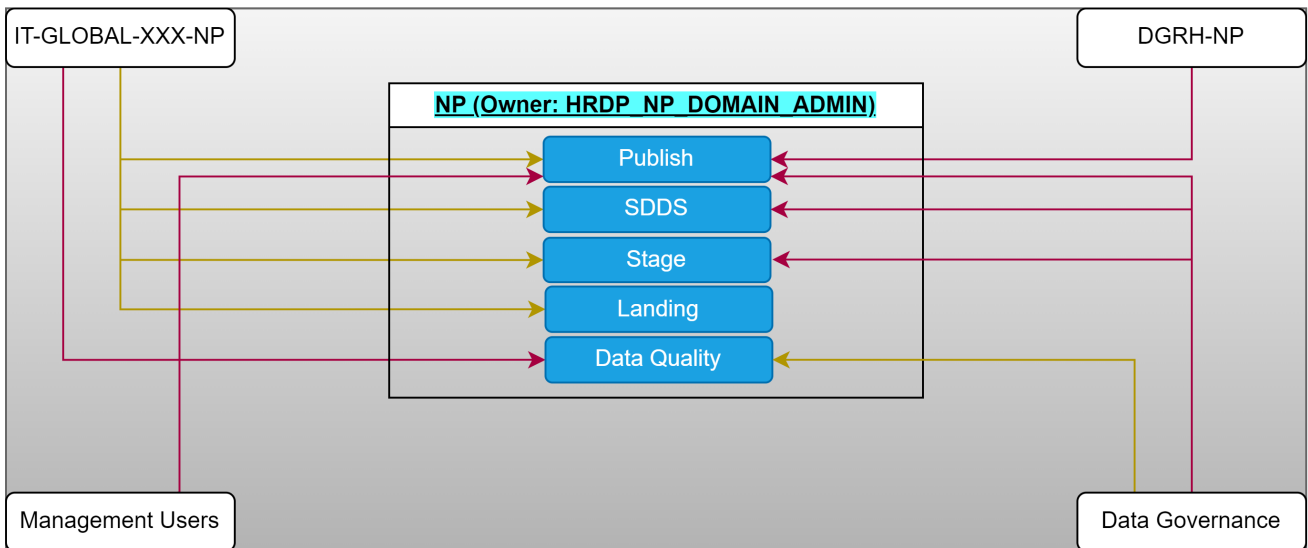 IT-GLOBAL-XXX-NP
DGRH-NP
NP (Owner: HRDP_NP_DOMAIN_ADMIN)
Publish
SDDS
Stage
Landing
Data Quality
Management Users
Data Governance